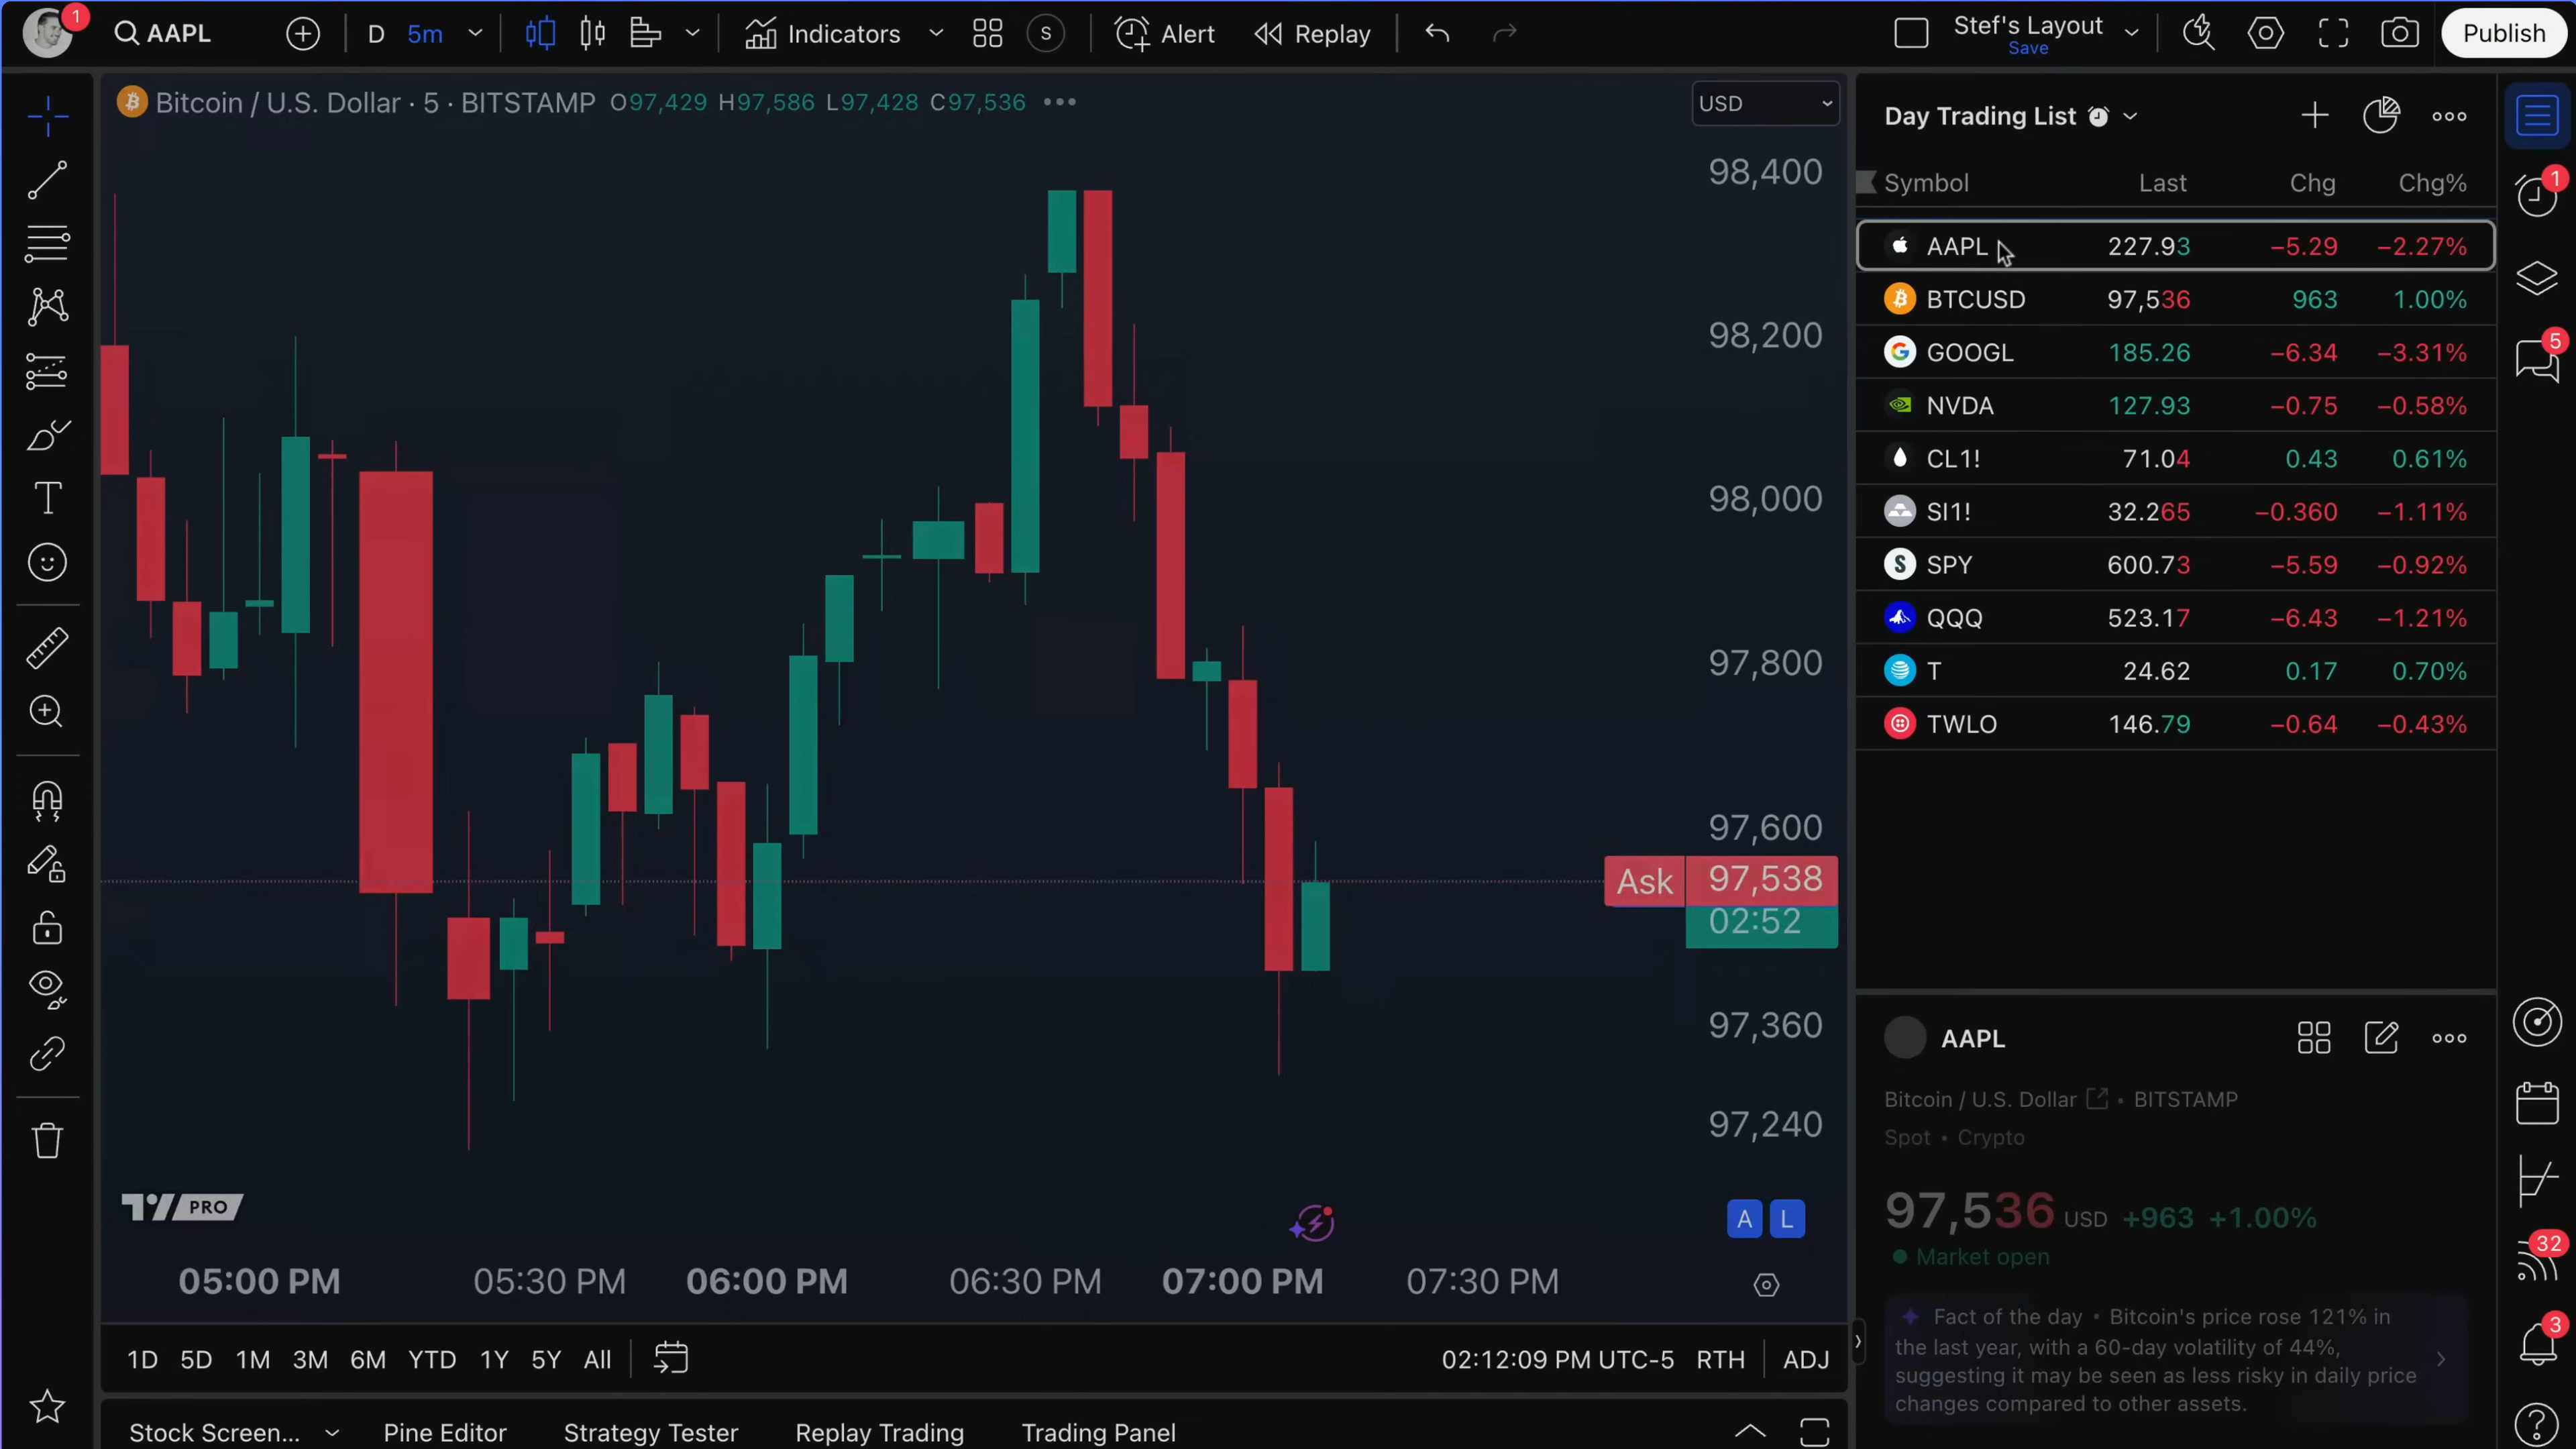 1
AAPL
D 5m
Indicators
S
Alert
Replay
Stef's Layout
Save
Publish
Bitcoin / U.S. Dollar · 5 · BITSTAMP O97,429 H97,586 L97,428 C97,536
USD
98,400
98,200
98,000
97,800
97,600
Ask 97,538
02:52
97,360
97,240
PRO
A L
05:00 PM 05:30 PM 06:00 PM 06:30 PM 07:00 PM 07:30 PM
1D 5D 1M 3M 6M YTD 1Y 5Y All
02:12:09 PM UTC-5 RTH ADJ
Stock Screen... Pine Editor Strategy Tester Replay Trading Trading Panel
Day Trading List
Symbol Last Chg Chg%
AAPL 227.93 −5.29 −2.27%
BTCUSD 97,536 963 1.00%
GOOGL 185.26 −6.34 −3.31%
NVDA 127.93 −0.75 −0.58%
CL1! 71.04 0.43 0.61%
SI1! 32.265 −0.360 −1.11%
SPY 600.73 −5.59 −0.92%
QQQ 523.17 −6.43 −1.21%
T 24.62 0.17 0.70%
TWLO 146.79 −0.64 −0.43%
AAPL
Bitcoin / U.S. Dollar • BITSTAMP
Spot • Crypto
97,536 USD +963 +1.00%
Market open
Fact of the day • Bitcoin's price rose 121% in
the last year, with a 60-day volatility of 44%,
suggesting it may be seen as less risky in daily price
changes compared to other assets.
1
5
32
3